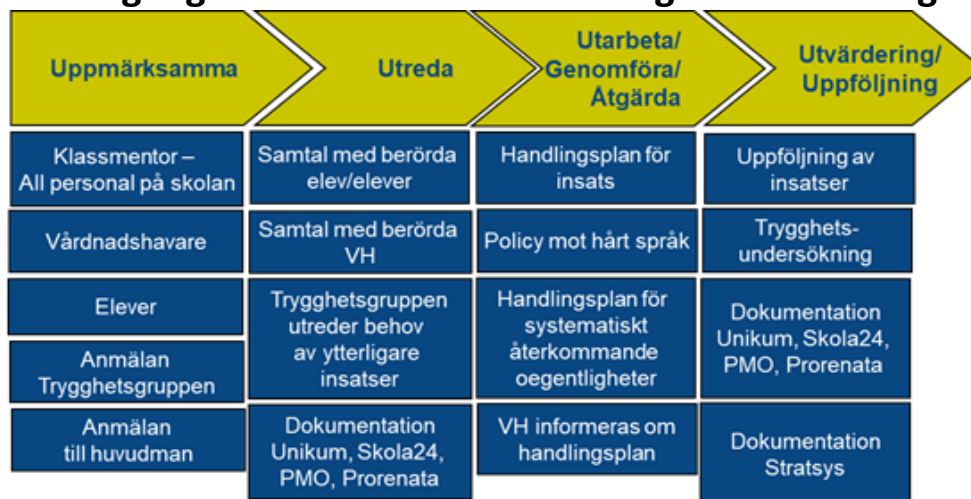 Uppmärksamma
Utreda
Utarbeta/
Genomföra/
Åtgärda
Utvärdering/
Uppföljning
Klassmentor –
All personal på skolan
Vårdnadshavare
Elever
Anmälan
Trygghetsgruppen
Anmälan
till huvudman
Samtal med berörda
elev/elever
Samtal med berörda
VH
Trygghetsgruppen
utreder behov
av ytterligare
insatser
Dokumentation
Unikum, Skola24,
PMO, Prorenata
Handlingsplan för
insats
Policy mot hårt språk
Handlingsplan för
systematiskt
återkommande
oegentligheter
VH informeras om
handlingsplan
Uppföljning av
insatser
Trygghets-
undersökning
Dokumentation
Unikum, Skola24,
PMO, Prorenata
Dokumentation
Stratsys